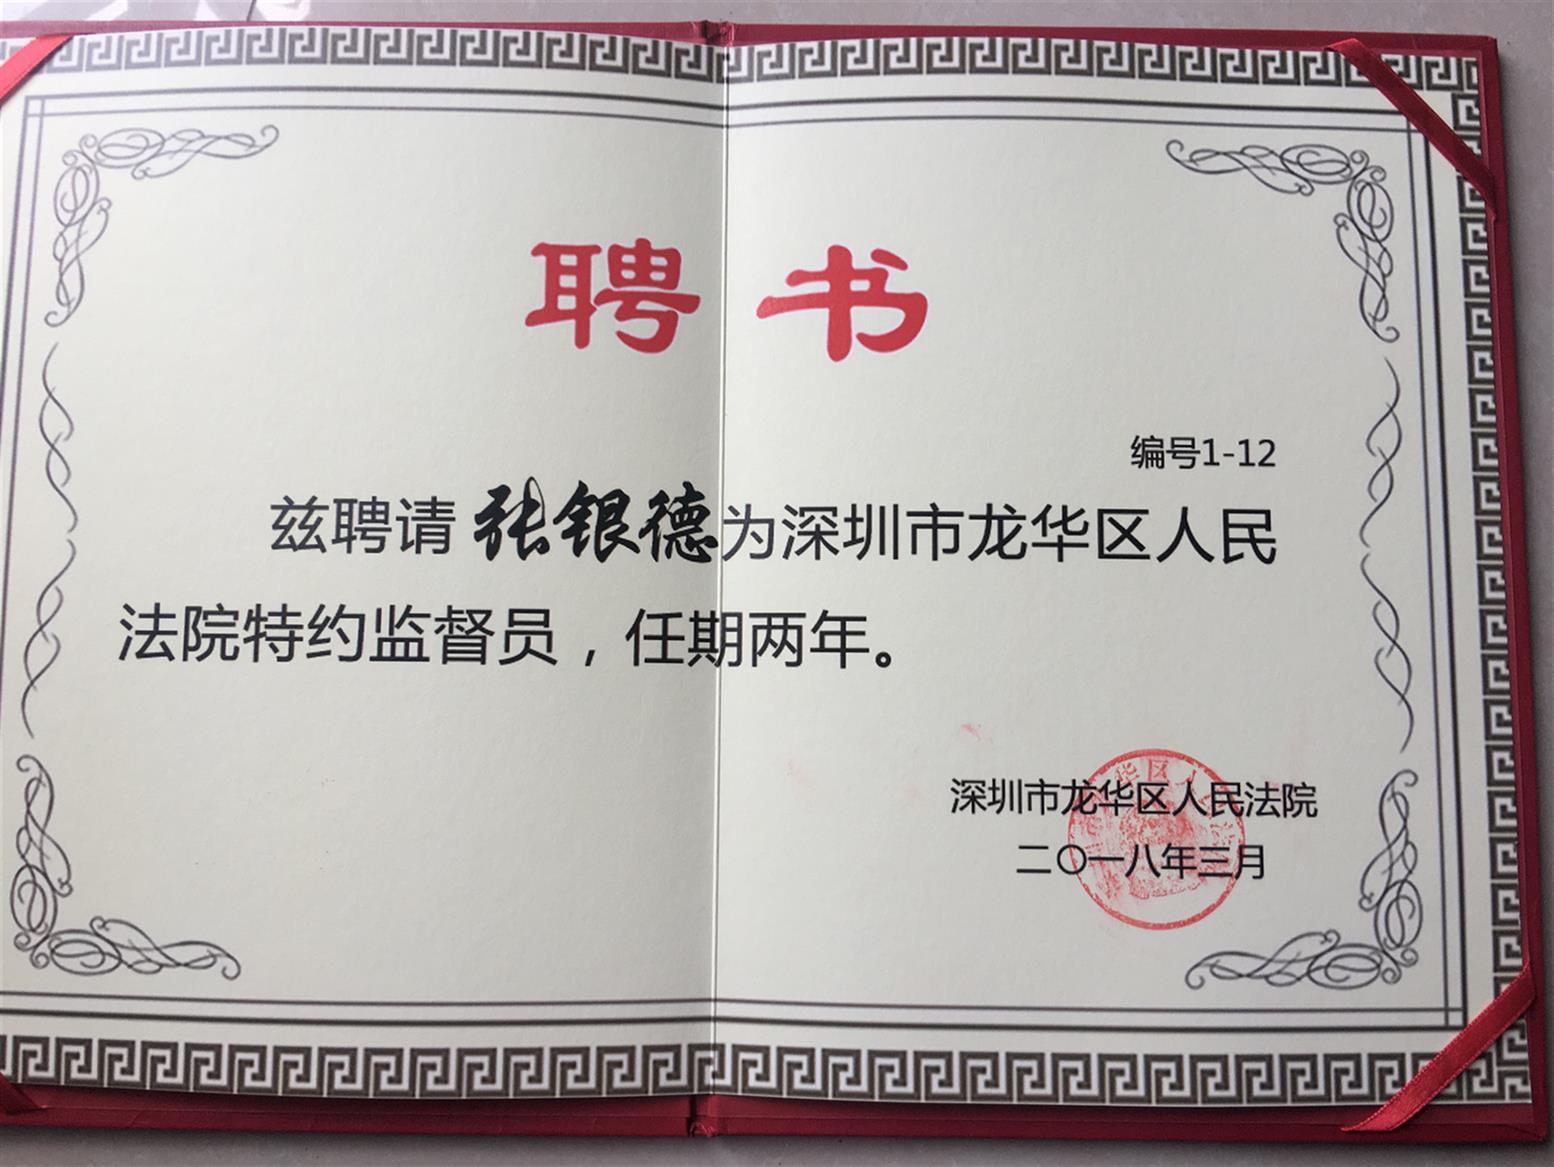 聘书
编号1-12
兹聘请张银德为深圳市龙华区人民
法院特约监督员，任期两年。
深圳市龙华区人民法院
二〇一八年三月